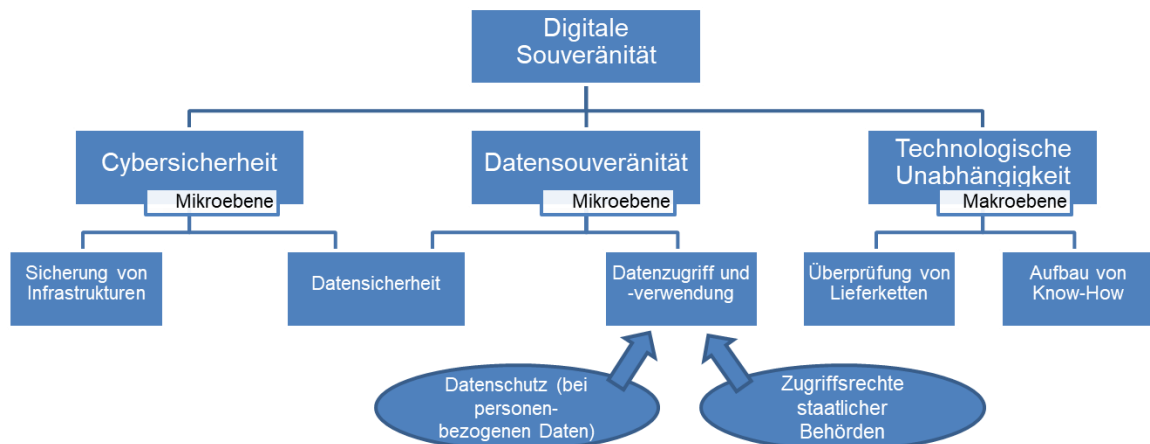 Digitale
Souveränität
Cybersicherheit
Mikroebene
Datensouveränität
Mikroebene
Technologische
Unabhängigkeit
Makroebene
Sicherung von
Infrastrukturen
Datensicherheit
Datenzugriff und
-verwendung
Überprüfung von
Lieferketten
Aufbau von
Know-How
Datenschutz (bei
personen-
bezogenen Daten)
Zugriffsrechte
staatlicher
Behörden